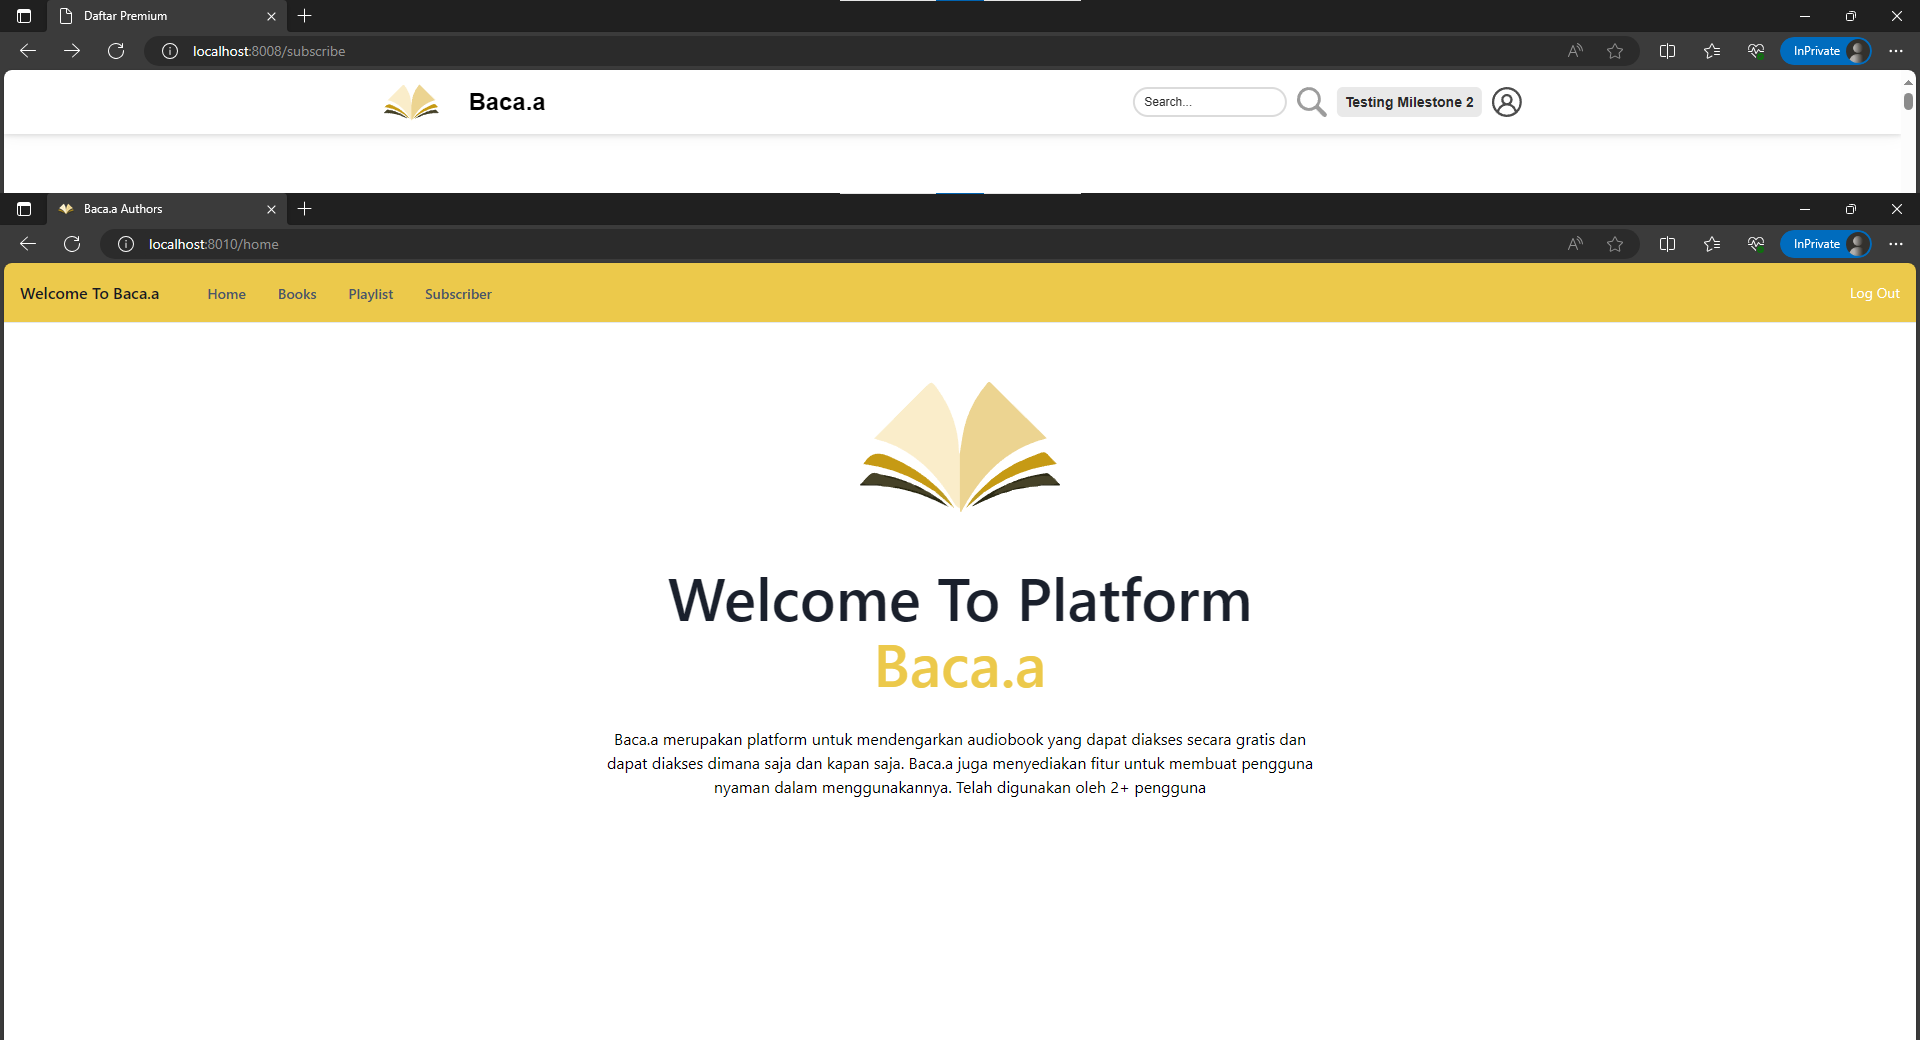 Daftar Premium
localhost:8008/subscribe
InPrivate
Baca.a
Search...
Testing Milestone 2
Baca.a Authors
localhost:8010/home
InPrivate
Welcome To Baca.a Home Books Playlist Subscriber Log Out
Welcome To Platform
Baca.a
Baca.a merupakan platform untuk mendengarkan audiobook yang dapat diakses secara gratis dan
dapat diakses dimana saja dan kapan saja. Baca.a juga menyediakan fitur untuk membuat pengguna
nyaman dalam menggunakannya. Telah digunakan oleh 2+ pengguna